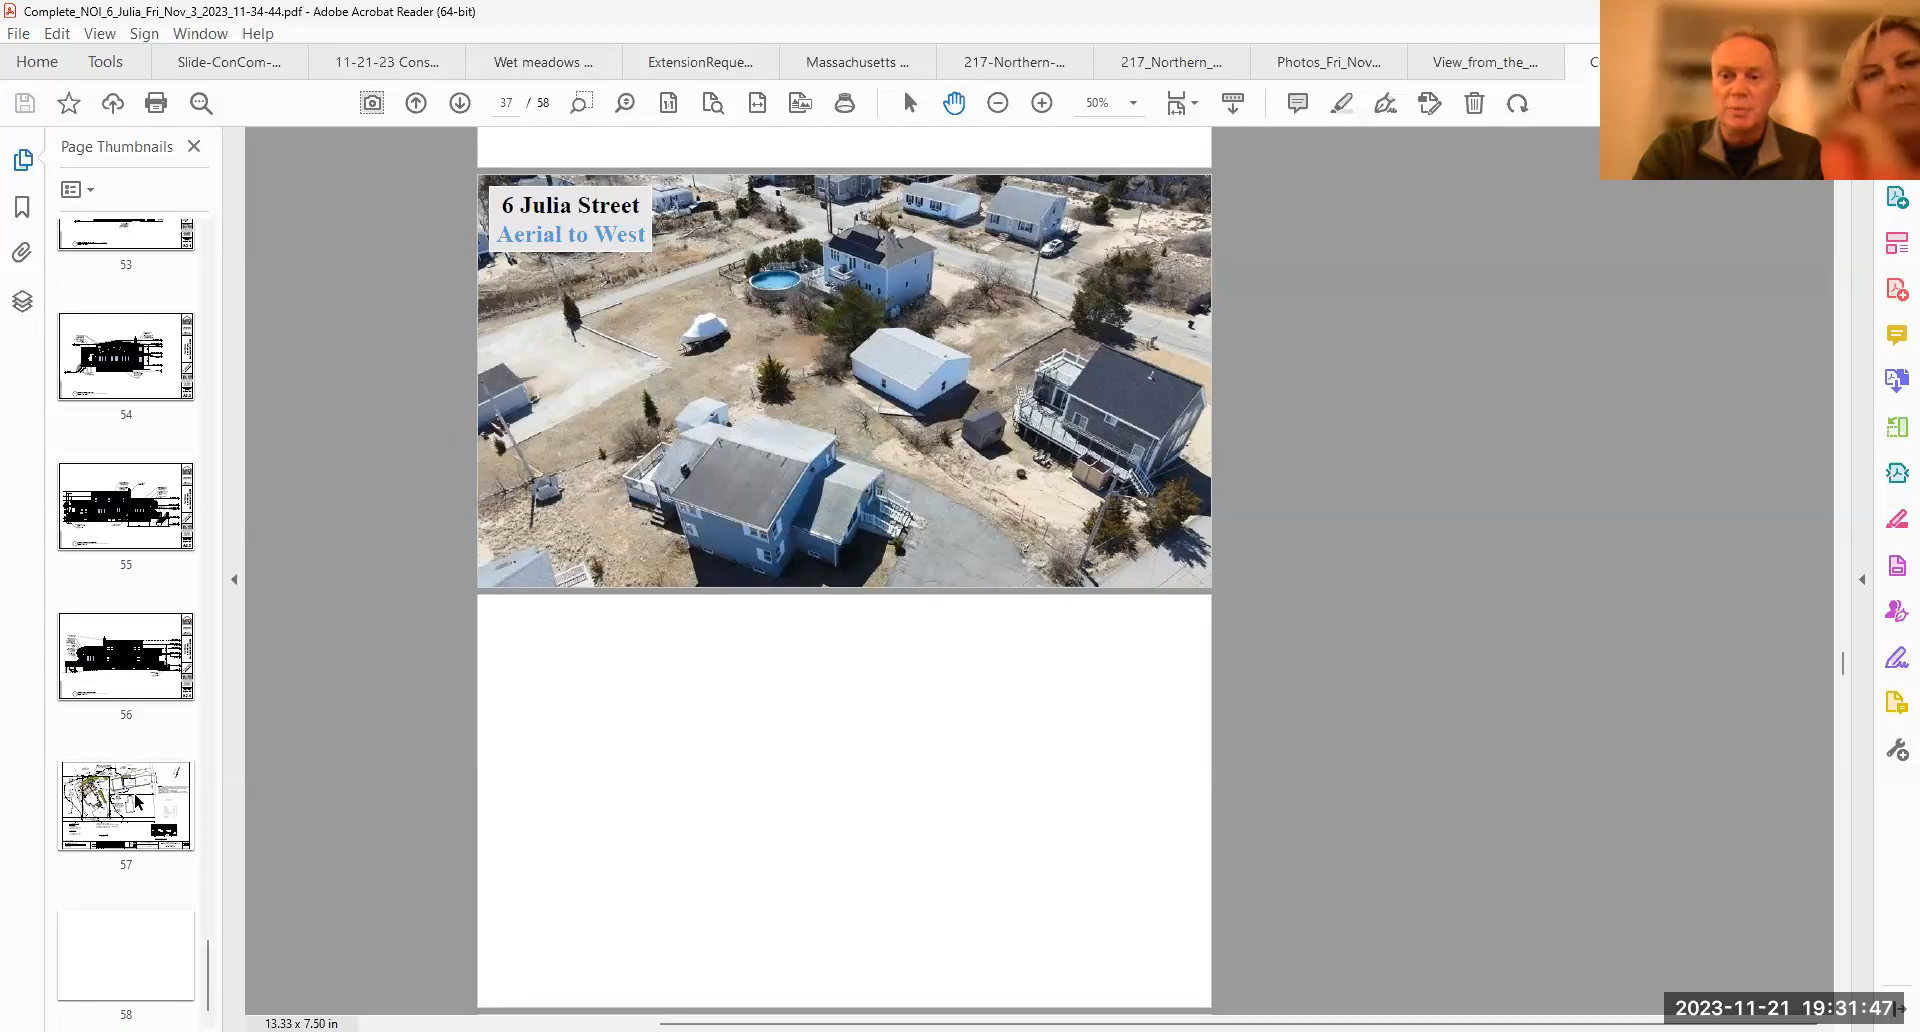 Complete_NOI_6_Julia_Fri_Nov_3_2023_11-34-44.pdf - Adobe Acrobat Reader (64-bit)
File Edit View Sign Window Help
Home Tools Slide-ConCom-... 11-21-23 Cons... Wet meadows ... ExtensionReque... Massachusetts ... 217-Northern-... 217_Northern_... Photos_Fri_Nov... View_from_the_...
37 / 58 50%
Page Thumbnails
6 Julia Street
Aerial to West
53
54
55
56
57
58
13.33 x 7.50 in
2023-11-21 19:31:47